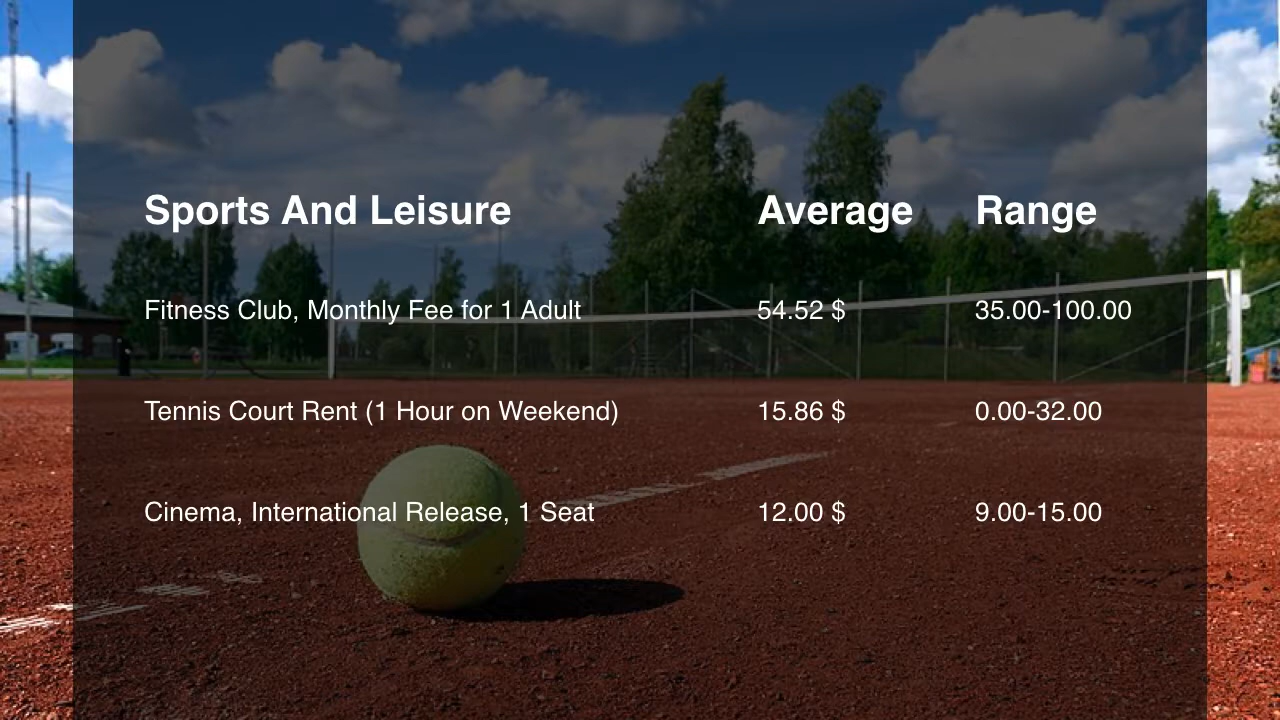 Sports And Leisure Average Range
Fitness Club, Monthly Fee for 1 Adult 54.52 $ 35.00-100.00
Tennis Court Rent (1 Hour on Weekend) 15.86 $ 0.00-32.00
Cinema, International Release, 1 Seat 12.00 $ 9.00-15.00